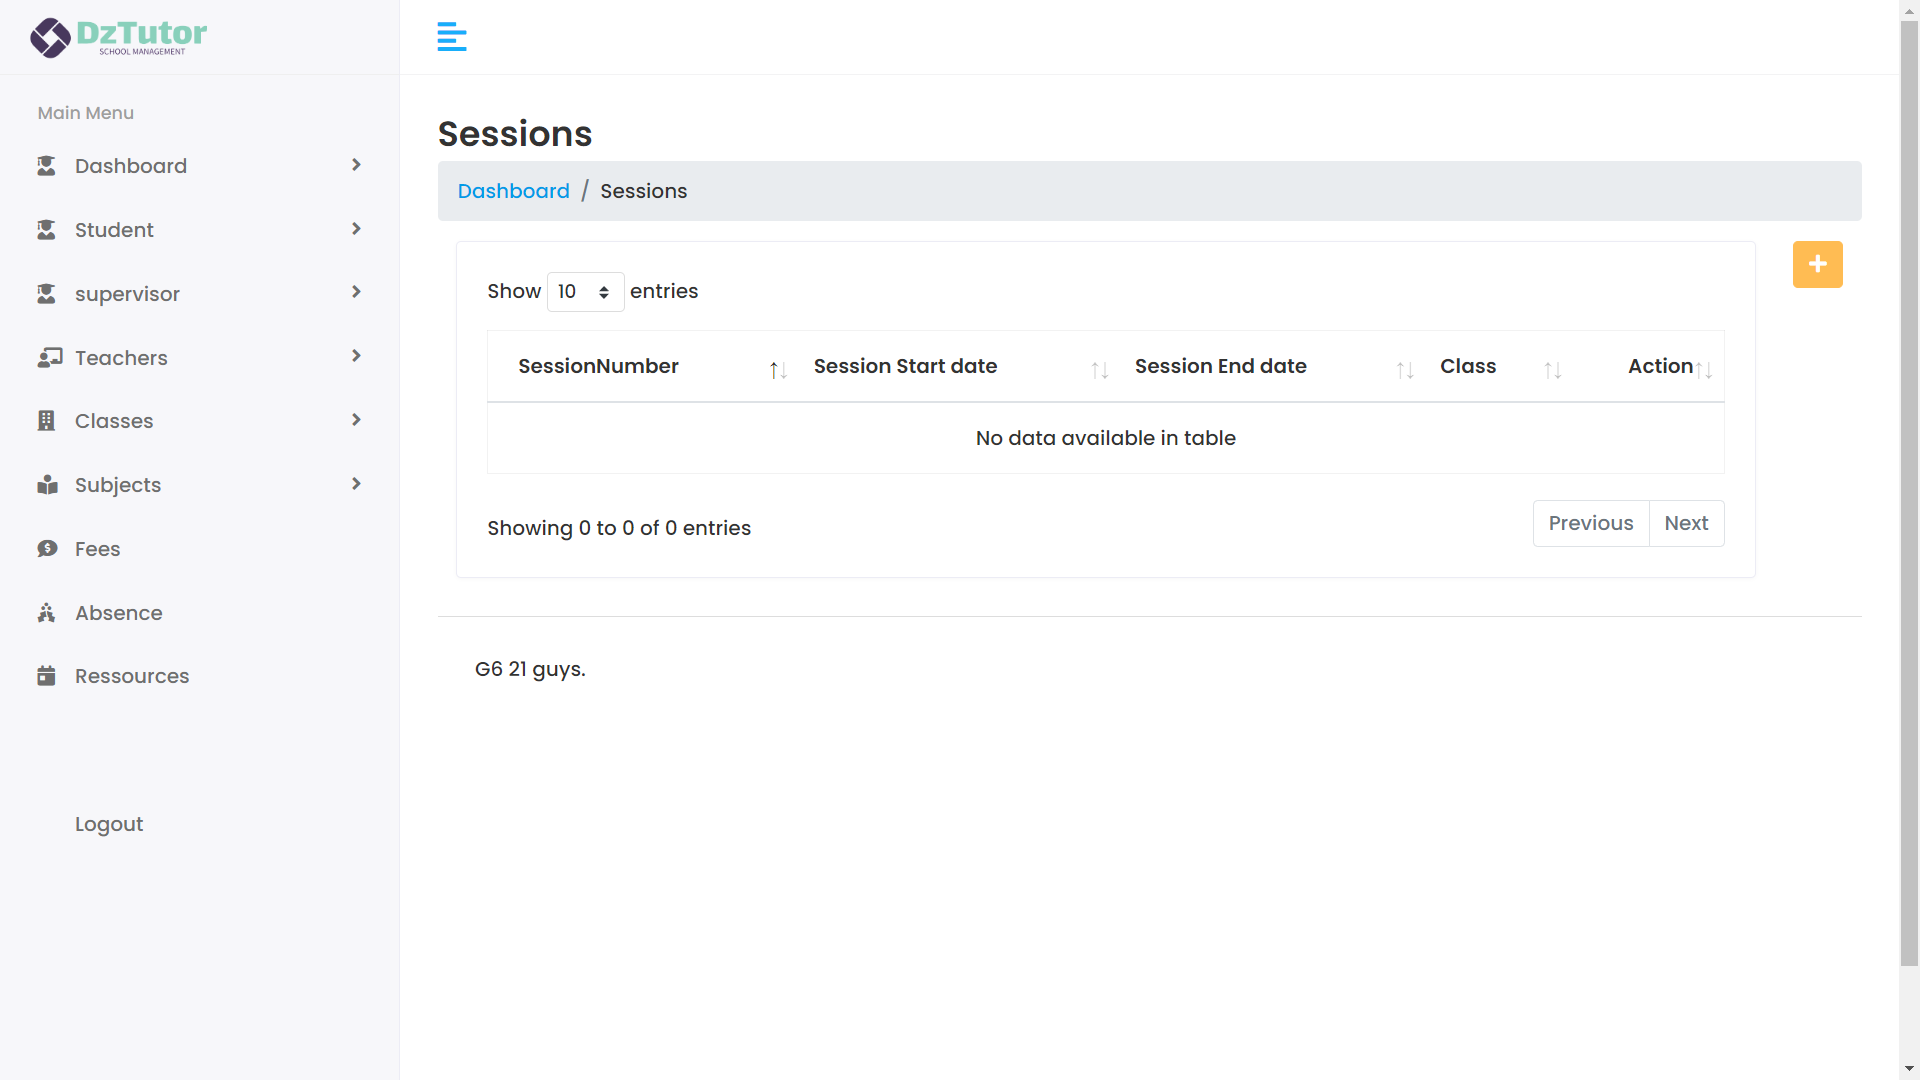 DzTutor
SCHOOL MANAGEMENT
Main Menu
Dashboard
Student
supervisor
Teachers
Classes
Subjects
Fees
Absence
Ressources
Logout
Sessions
Dashboard / Sessions
Show 10 entries
SessionNumber Session Start date Session End date Class Action
No data available in table
Showing 0 to 0 of 0 entries
Previous Next
G6 21 guys.